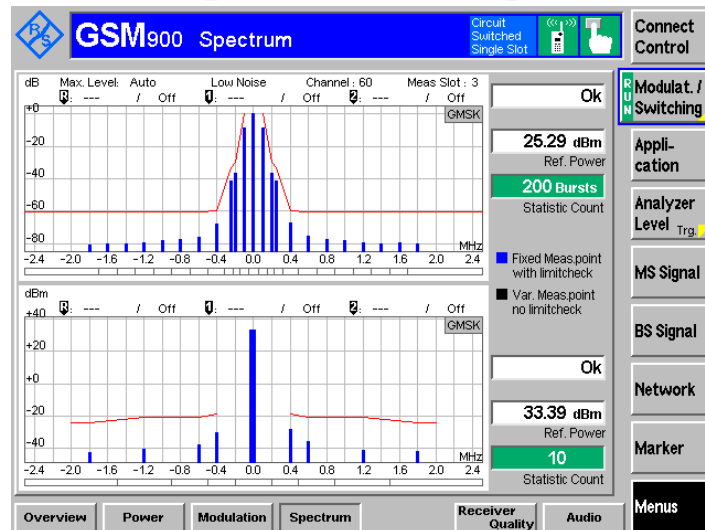 R&S
GSM900 Spectrum
Circuit
Switched
Single Slot
Connect
Control
dB Max. Level: Auto Low Noise Channel : 60 Meas Slot : 3
R: --- / Off 1: --- / Off 2: --- / Off
GMSK
+0
-20
-40
-60
-80
MHz
-2.4 -2.0 -1.6 -1.2 -0.8 -0.4 0.0 0.4 0.8 1.2 1.6 2.0 2.4
Ok
25.29 dBm
Ref. Power
200 Bursts
Statistic Count
Fixed Meas.point
with limitcheck
Var. Meas.point
no limitcheck
dBm
R: --- / Off 1: --- / Off 2: --- / Off
GMSK
+40
+20
+0
-20
-40
MHz
-2.4 -2.0 -1.6 -1.2 -0.8 -0.4 0.0 0.4 0.8 1.2 1.6 2.0 2.4
Ok
33.39 dBm
Ref. Power
10
Statistic Count
RUN
Modulat. /
Switching
Appli-
cation
Analyzer
Level Trg.
MS Signal
BS Signal
Network
Marker
Menus
Overview
Power
Modulation
Spectrum
Receiver
Quality
Audio